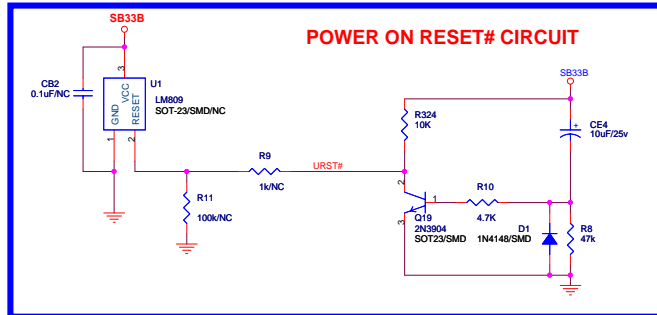 POWER ON RESET# CIRCUIT
SB33B
CB2
0.1uF/NC
3
U1
VCC
GND
RESET
LM809
SOT-23/SMD/NC
1
2
R9
1k/NC
R11
100k/NC
URST#
R324
10K
SB33B
CE4
+
10uF/25v
2
1
3
Q19
2N3904
SOT23/SMD
R10
4.7K
D1
1N4148/SMD
R8
47k